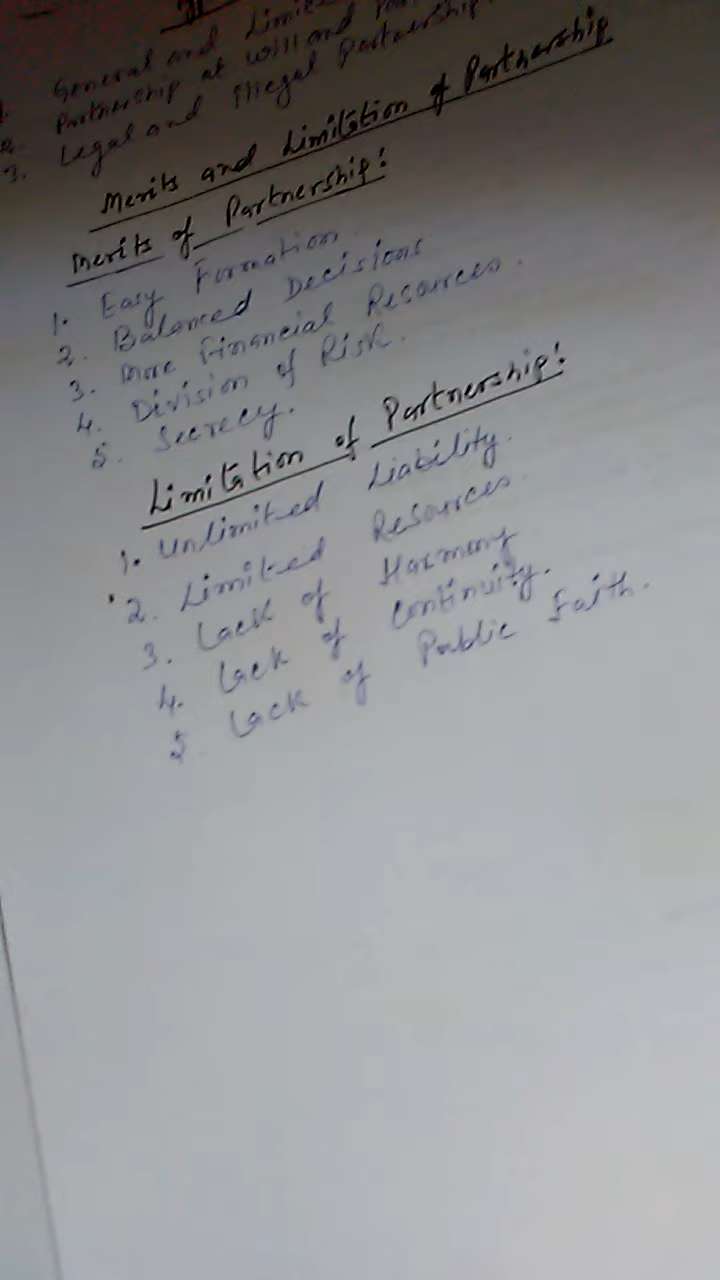 1. General and Limited
2. Partnership at will and
3. Legal and Illegal Partnership
Merits and Limitation of Partnership
Merits of Partnership:
1. Easy Formation.
2. Balanced Decisions
3. More Financial Resources.
4. Division of Risk.
5. Secrecy.
Limitation of Partnership:
1. Unlimited Liability.
2. Limited Resources.
3. Lack of Harmony
4. Lack of continuity.
5. Lack of Public Faith.